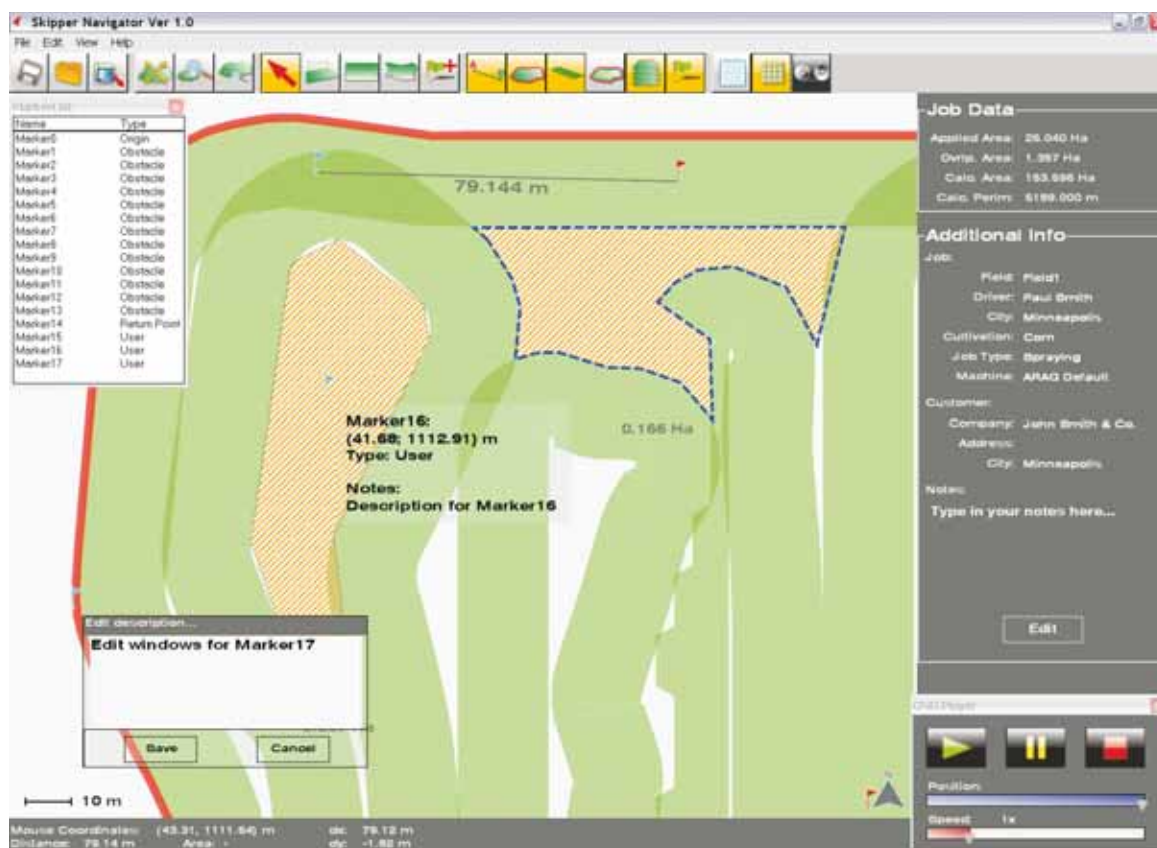 Skipper Navigator Ver 1.0
File Edit View Help
Name Type
Marker0 Origin
Marker1 Obstacle
Marker2 Obstacle
Marker3 Obstacle
Marker4 Obstacle
Marker5 Obstacle
Marker6 Obstacle
Marker7 Obstacle
Marker8 Obstacle
Marker9 Obstacle
Marker10 Obstacle
Marker11 Obstacle
Marker12 Obstacle
Marker13 Obstacle
Marker14 Return Point
Marker15 User
Marker16 User
Marker17 User
79.144 m
Marker16:
(41.68; 1112.91) m
Type: User
Notes:
Description for Marker16
0.166 Ha
Edit description...
Edit windows for Marker17
Save Cancel
10 m
Mouse Coordinates: (43.31, 1111.64) m dx: 79.12 m
Distance: 79.14 m Area: - dy: -1.82 m
Job Data
Applied Area: 26.040 Ha
Ovrlp. Area: 1.357 Ha
Calc. Area: 153.696 Ha
Calc. Perim: 5199.000 m
Additional Info
Job:
Field: Field1
Driver: Paul Smith
City: Minneapolis
Cultivation: Corn
Job Type: Spraying
Machine: ARAG Default
Customer:
Company: John Smith & Co.
Address:
City: Minneapolis
Notes:
Type in your notes here...
Edit
Position:
Speed: 1x